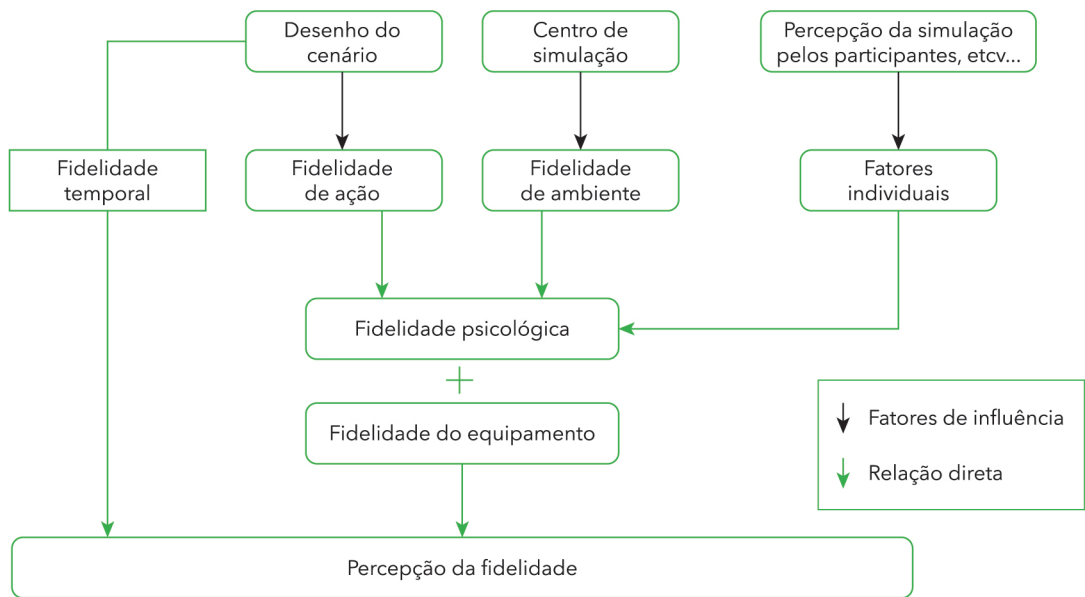 Desenho do
cenário
Centro de
simulação
Percepção da simulação
pelos participantes, etcv...
Fidelidade
temporal
Fidelidade
de ação
Fidelidade
de ambiente
Fatores
individuais
Fidelidade psicológica
+
Fidelidade do equipamento
Fatores de influência
Relação direta
Percepção da fidelidade